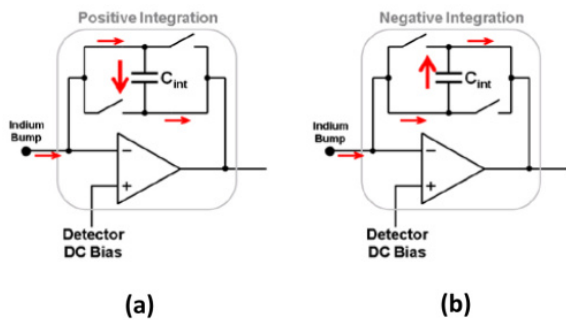 Positive Integration
Cint
Indium
Bump
−
+
Detector
DC Bias
(a)
Negative Integration
Cint
Indium
Bump
−
+
Detector
DC Bias
(b)